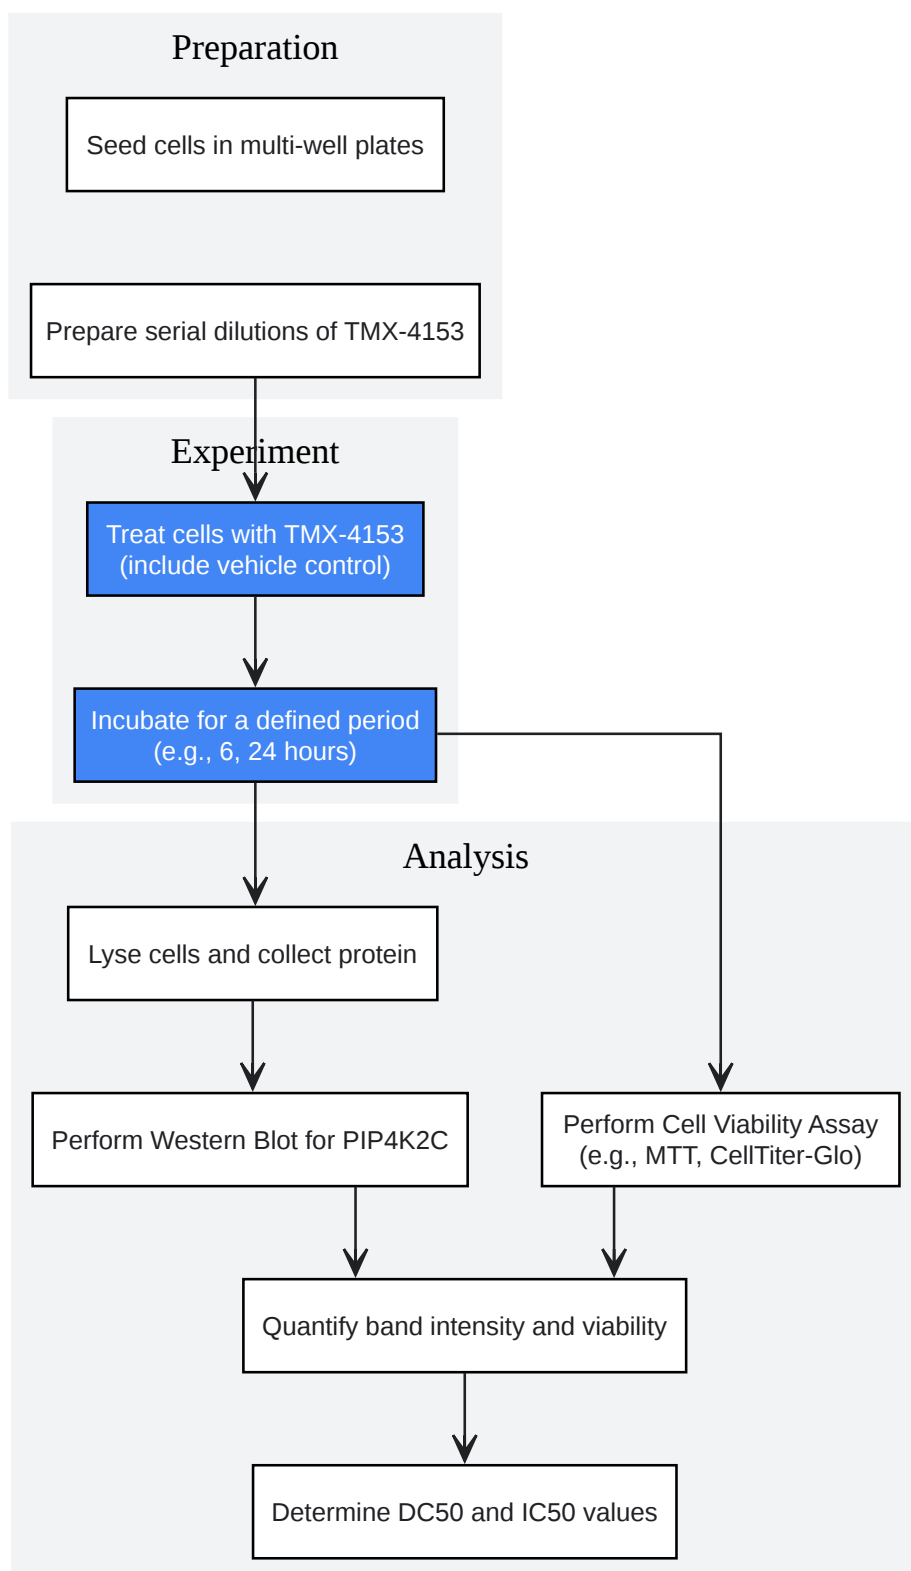 Preparation
Seed cells in multi-well plates
Prepare serial dilutions of TMX-4153
Experiment
Treat cells with TMX-4153
(include vehicle control)
Incubate for a defined period
(e.g., 6, 24 hours)
Analysis
Lyse cells and collect protein
Perform Western Blot for PIP4K2C
Perform Cell Viability Assay
(e.g., MTT, CellTiter-Glo)
Quantify band intensity and viability
Determine DC50 and IC50 values